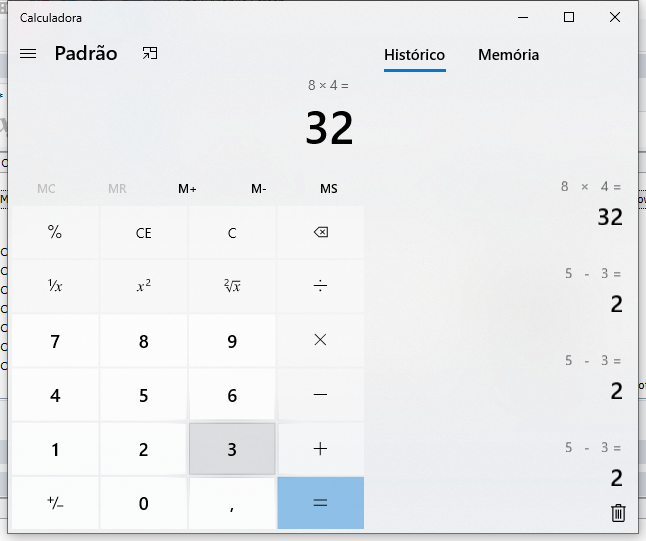 Calculadora
Padrão
Histórico Memória
8 × 4 =
32
MC MR M+ M- MS
% CE C
¹/x x² ²√x ÷
7 8 9 ×
4 5 6 −
1 2 3 +
+/− 0 , =
8 × 4 =
32
5 - 3 =
2
5 - 3 =
2
5 - 3 =
2